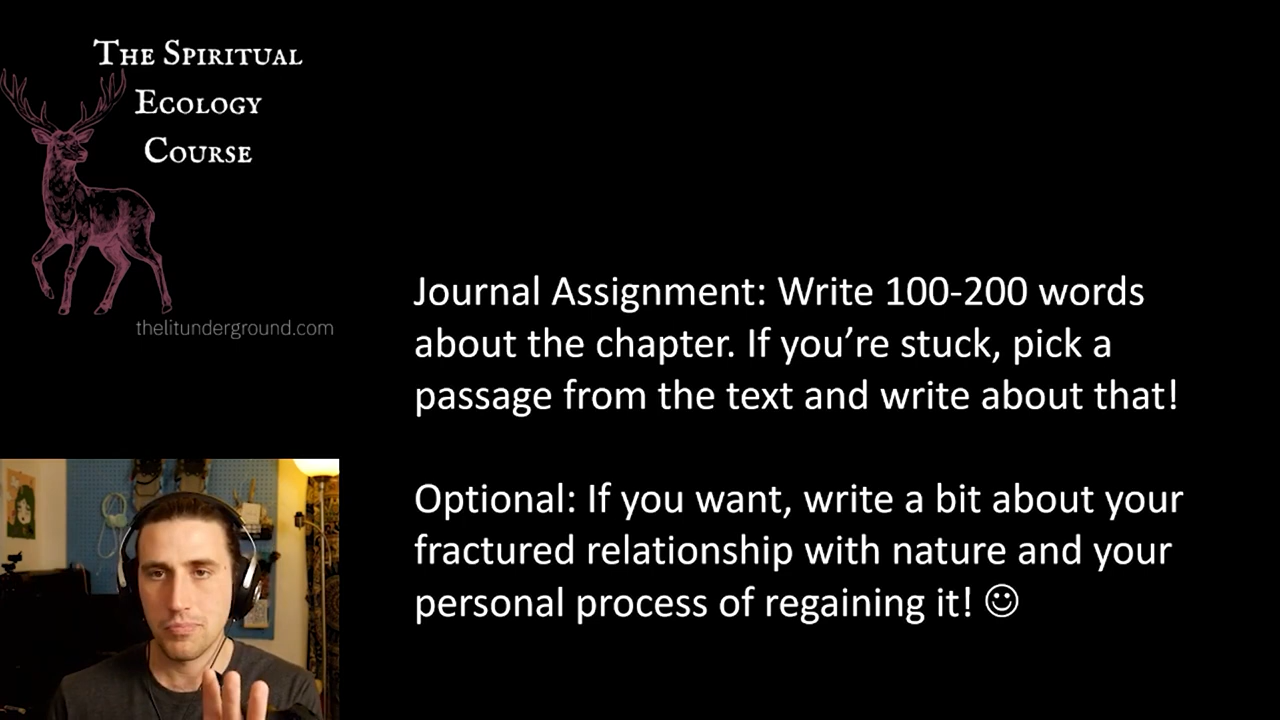 The Spiritual
Ecology
Course
thelitunderground.com
Journal Assignment: Write 100-200 words
about the chapter. If you’re stuck, pick a
passage from the text and write about that!
Optional: If you want, write a bit about your
fractured relationship with nature and your
personal process of regaining it! ☺